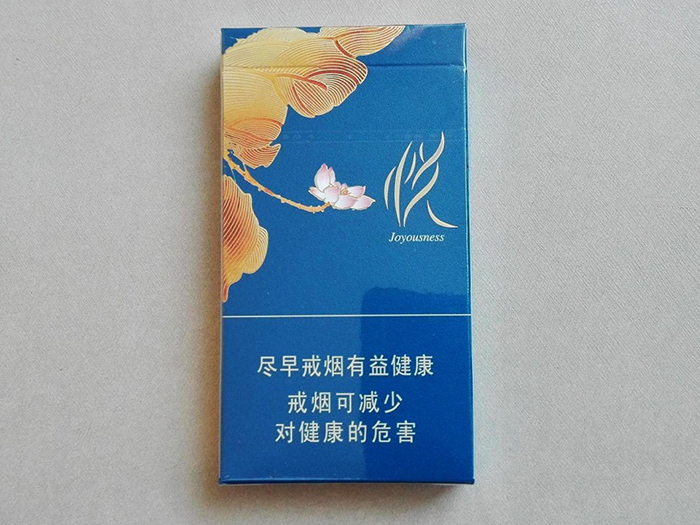 悦
Joyousness
尽早戒烟有益健康
戒烟可减少
对健康的危害